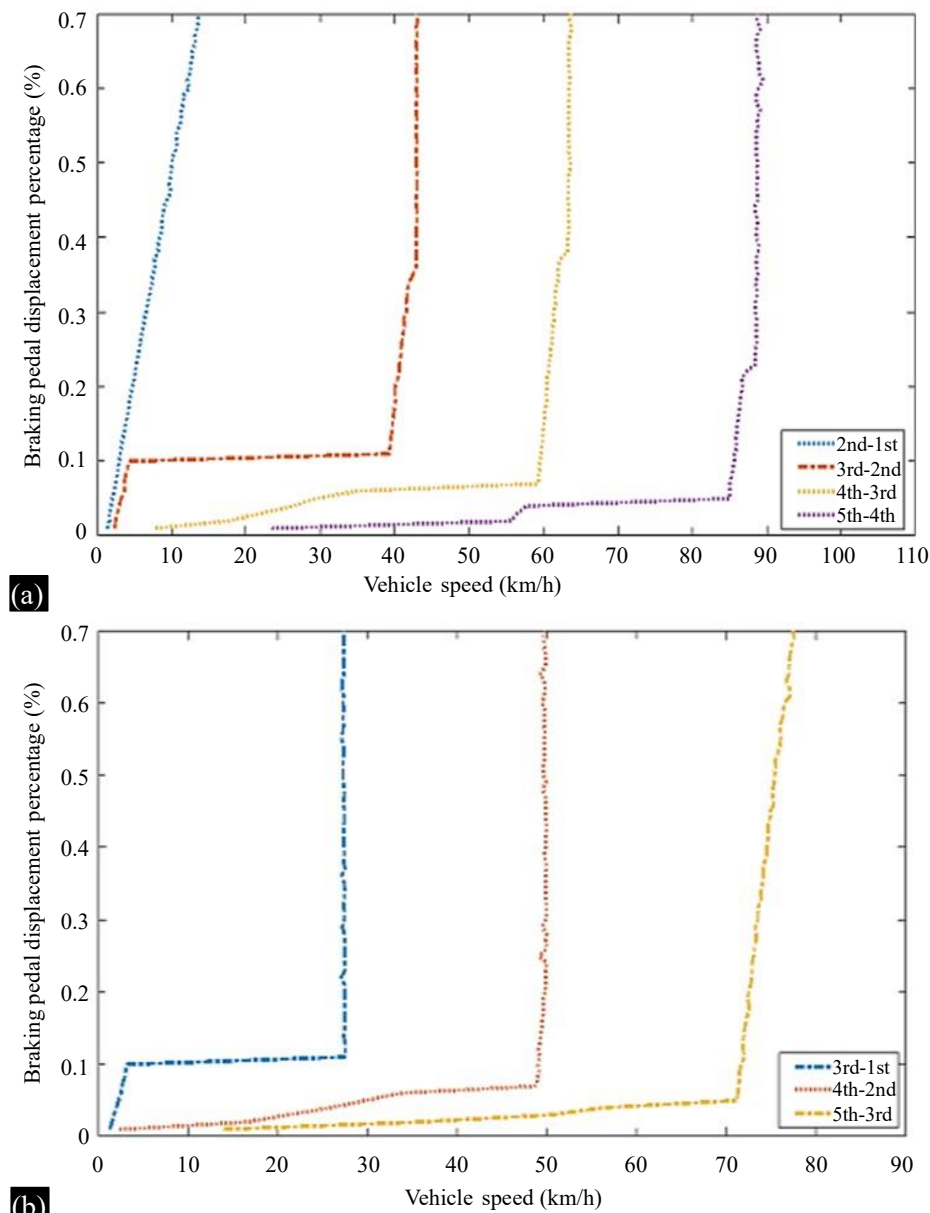 0.7
0.6
0.5
0.4
0.3
0.2
0.1
0
Braking pedal displacement percentage (%)
2nd-1st
3rd-2nd
4th-3rd
5th-4th
0 10 20 30 40 50 60 70 80 90 100 110
Vehicle speed (km/h)
(a)
0.7
0.6
0.5
0.4
0.3
0.2
0.1
0
Braking pedal displacement percentage (%)
3rd-1st
4th-2nd
5th-3rd
0 10 20 30 40 50 60 70 80 90
Vehicle speed (km/h)
(b)